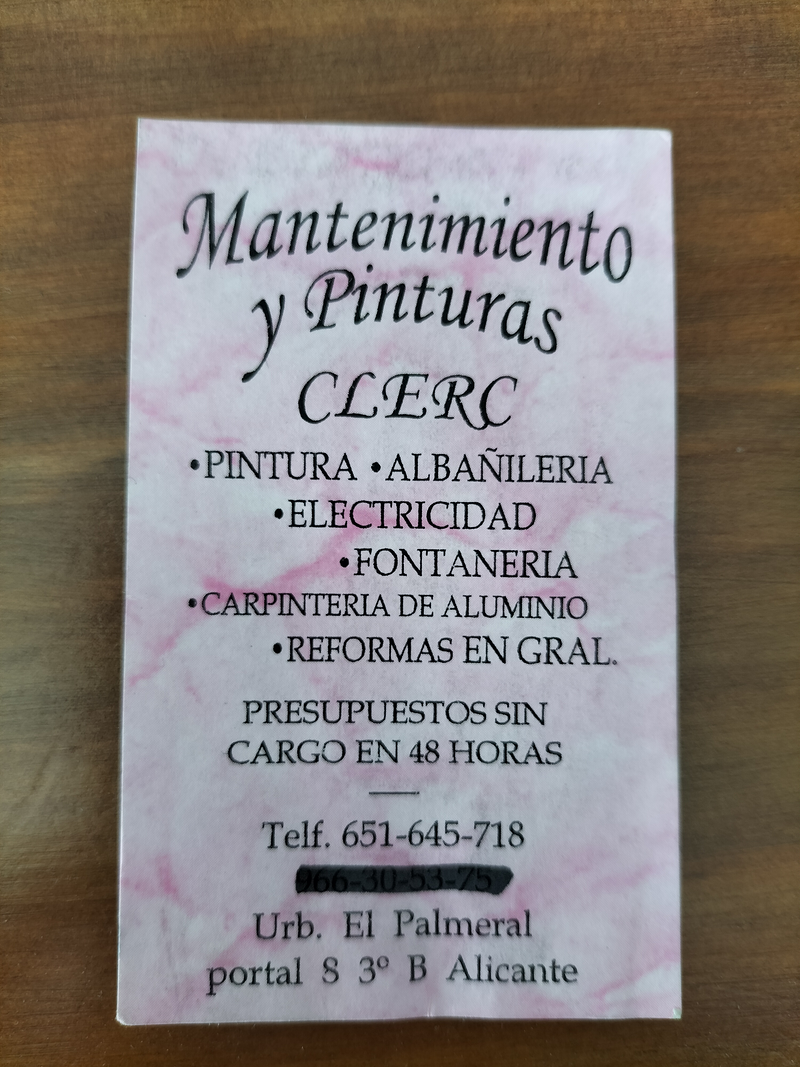 Mantenimiento
y Pinturas
CLERC
•PINTURA •ALBAÑILERIA
•ELECTRICIDAD
•FONTANERIA
•CARPINTERIA DE ALUMINIO
•REFORMAS EN GRAL.
PRESUPUESTOS SIN
CARGO EN 48 HORAS
Telf. 651-645-718
966-30-53-75
Urb. El Palmeral
portal 8 3º B Alicante